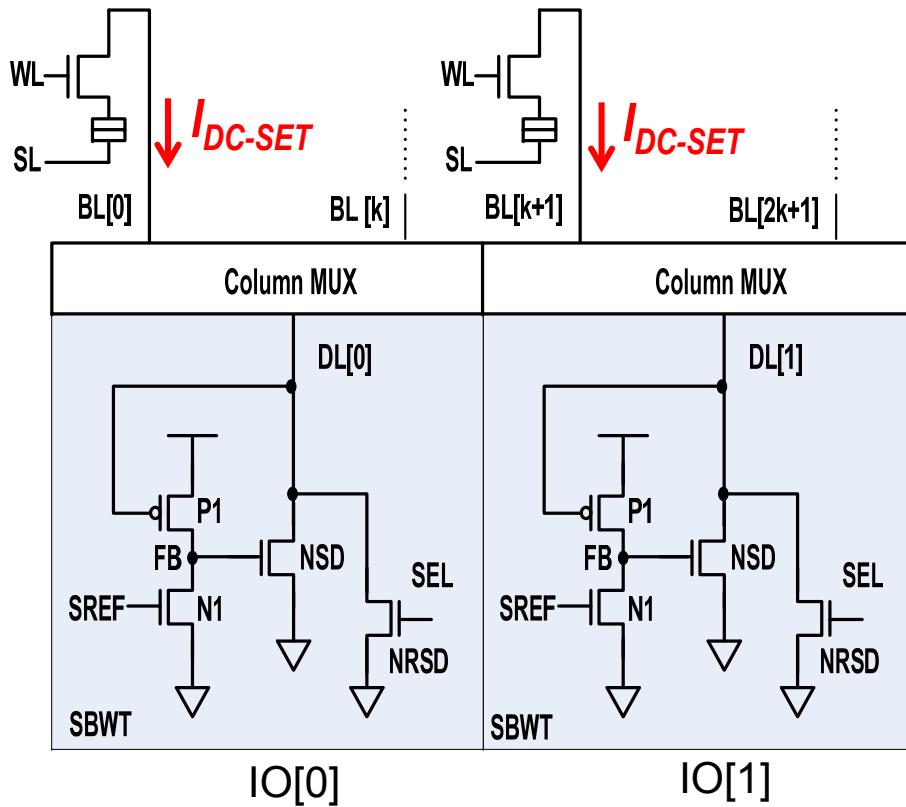 WL
I DC-SET
SL
BL[0]
BL [k]
WL
I DC-SET
SL
BL[k+1]
BL[2k+1]
Column MUX
Column MUX
DL[0]
P1
FB
NSD
SEL
SREF
N1
NRSD
SBWT
DL[1]
P1
FB
NSD
SEL
SREF
N1
NRSD
SBWT
IO[0]
IO[1]